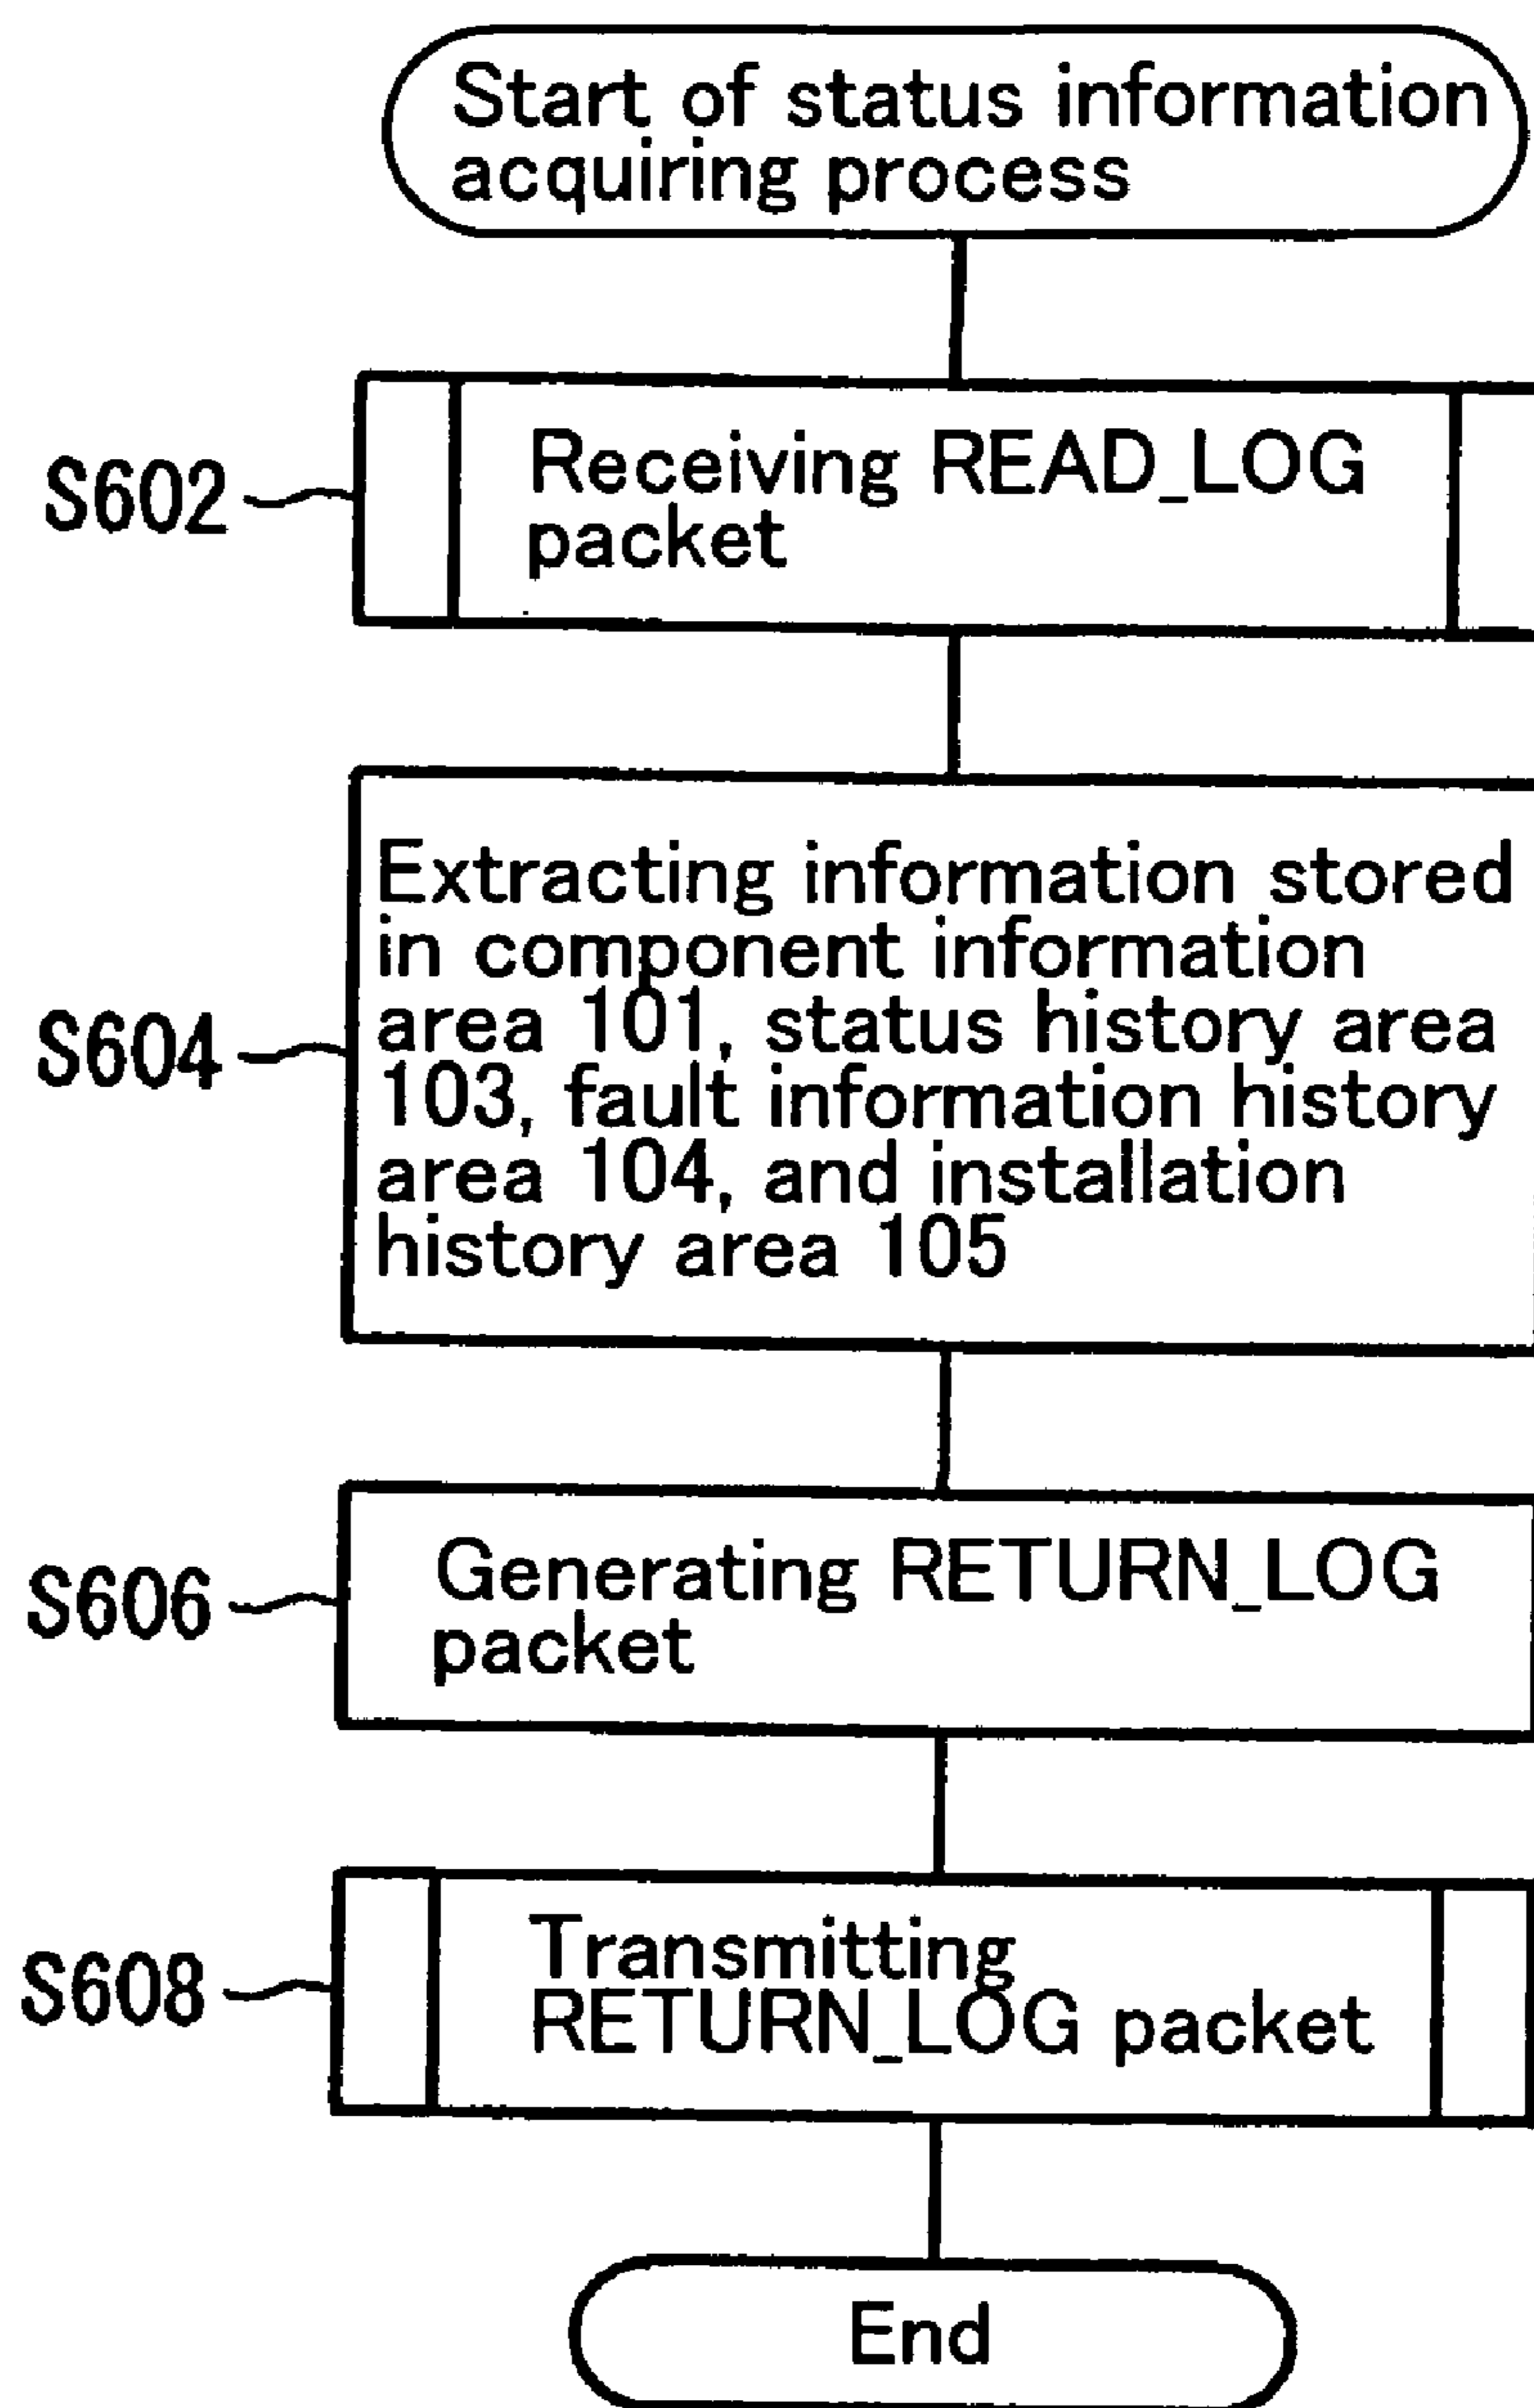 Start of status information
acquiring process
S602
Receiving READ_LOG
packet
S604
Extracting information stored
in component information
area 101, status history area
103, fault information history
area 104, and installation
history area 105
S606
Generating RETURN_LOG
packet
S608
Transmitting
RETURN_LOG packet
End